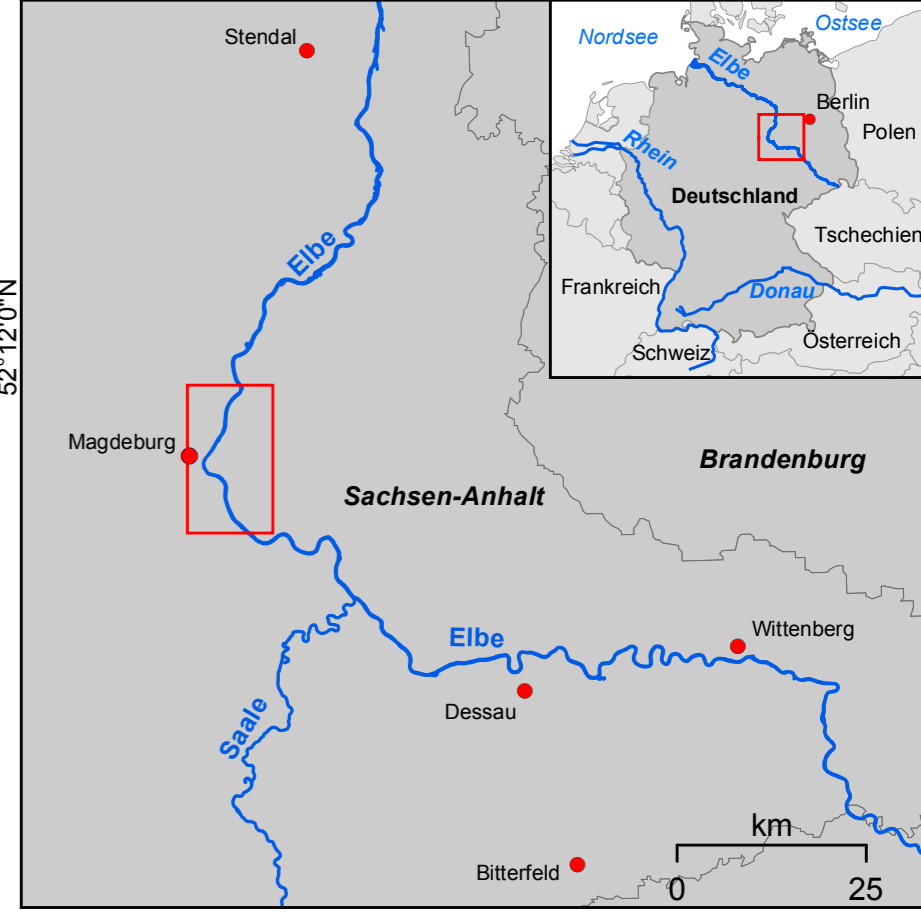 Stendal
Elbe
Magdeburg
Sachsen-Anhalt
Brandenburg
Elbe
Wittenberg
Dessau
Saale
Bitterfeld
km
0 25
52°12'0"N
Nordsee
Ostsee
Elbe
Berlin
Polen
Rhein
Deutschland
Tschechien
Frankreich
Donau
Österreich
Schweiz